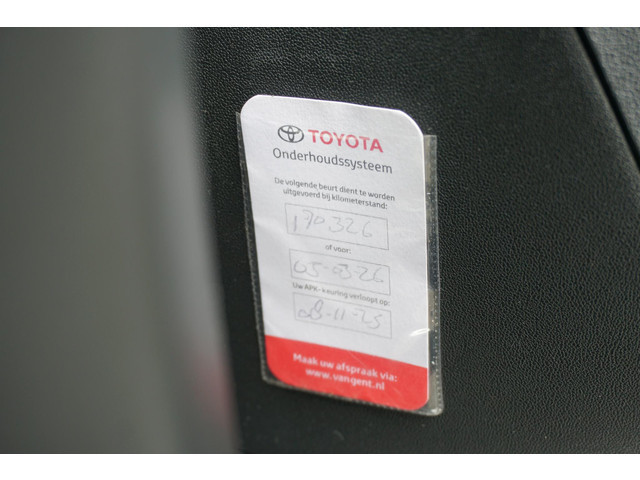 TOYOTA
Onderhoudssysteem
De volgende beurt dient te worden
uitgevoerd bij kilometerstand:
170326
of voor:
05-03-26
Uw APK-keuring verloopt op:
08-11-25
Maak uw afspraak via:
www.vangent.nl